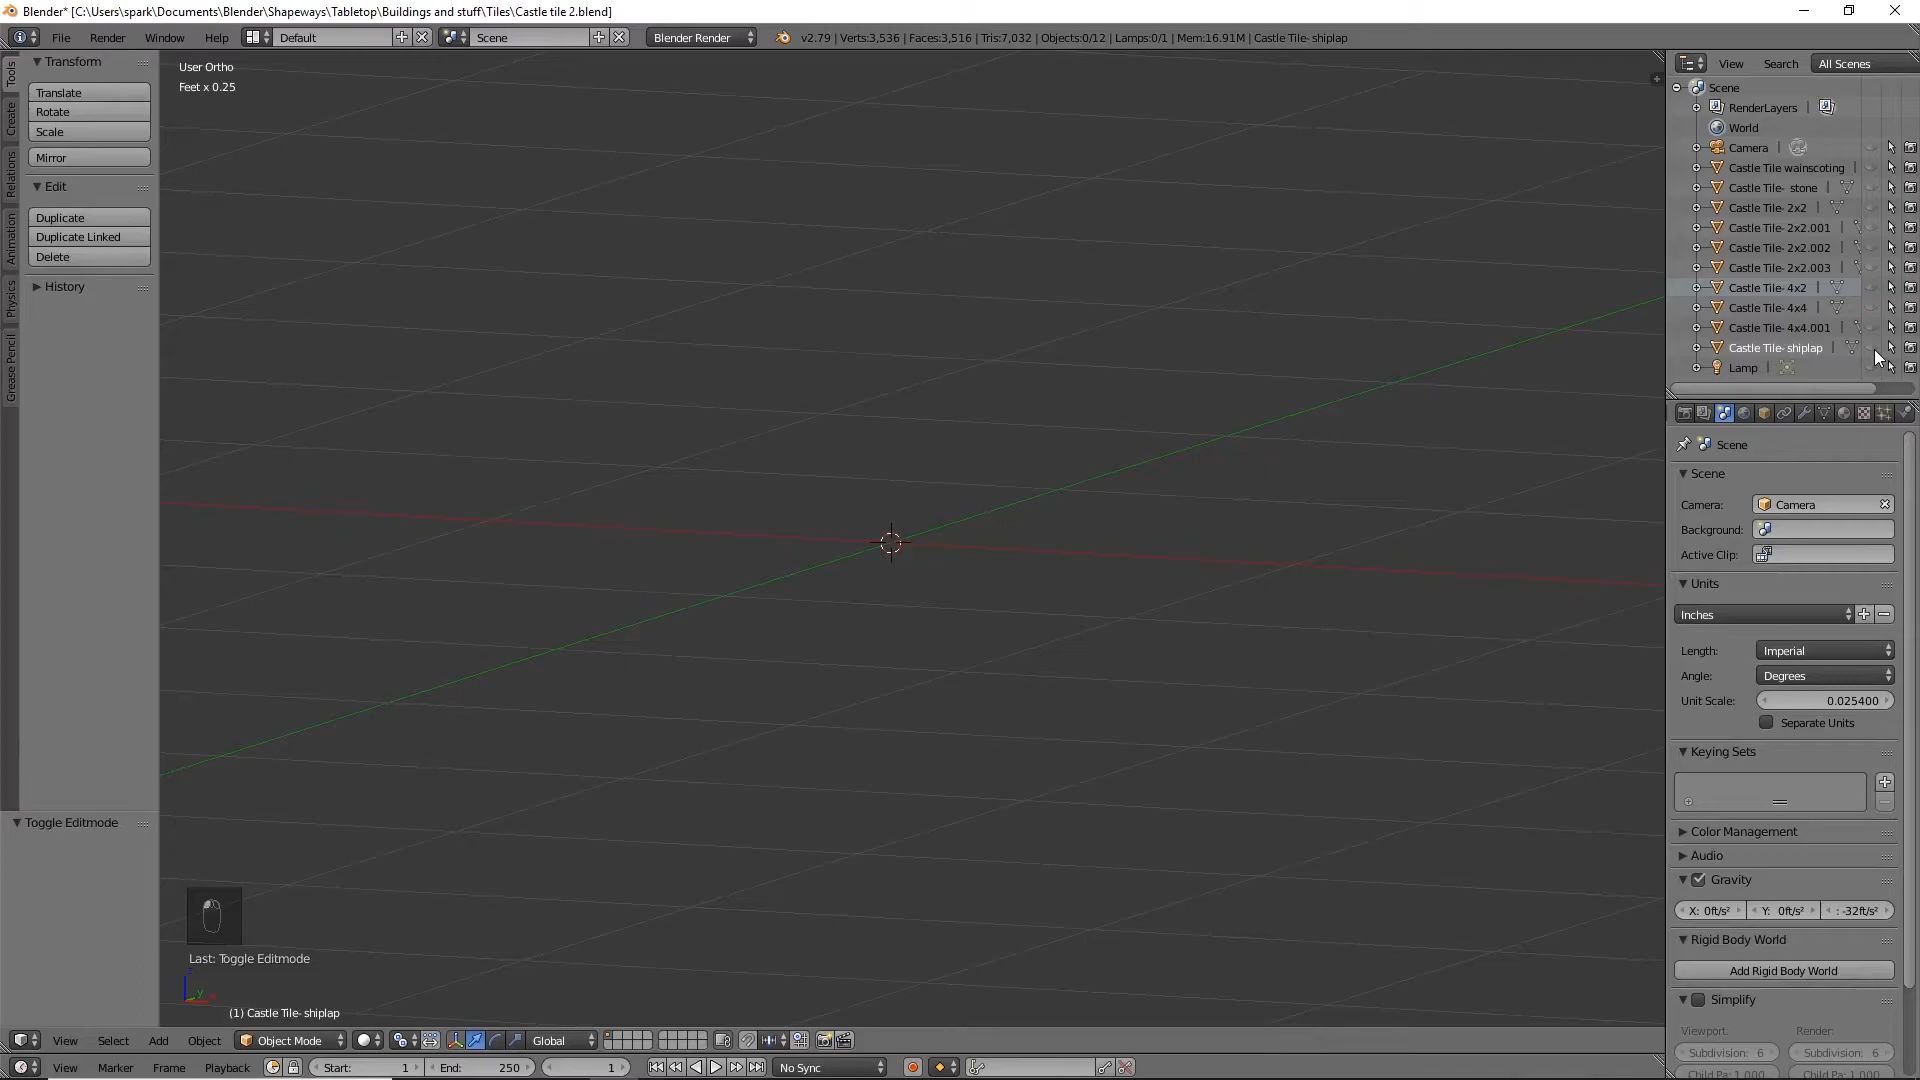 Blender* [C:\Users\spark\Documents\Blender\Shapeways\Tabletop\Buildings and stuff\Tiles\Castle tile 2.blend]
File Render Window Help Default Scene Blender Render v2.79 | Verts:3,536 | Faces:3,516 | Tris:7,032 | Objects:0/12 | Lamps:0/1 | Mem:16.91M | Castle Tile- shiplap
Tools
Create
Relations
Animation
Physics
Grease Pencil
Transform
Translate
Rotate
Scale
Mirror
Edit
Duplicate
Duplicate Linked
Delete
History
Toggle Editmode
User Ortho
Feet x 0.25
Last: Toggle Editmode
z
y
x
(1) Castle Tile- shiplap
View Search All Scenes
Scene
RenderLayers |
World
Camera |
Castle Tile wainscoting |
Castle Tile- stone |
Castle Tile- 2x2 |
Castle Tile- 2x2.001 |
Castle Tile- 2x2.002 |
Castle Tile- 2x2.003 |
Castle Tile- 4x2 |
Castle Tile- 4x4 |
Castle Tile- 4x4.001 |
Castle Tile- shiplap |
Lamp |
Scene
Scene
Camera: Camera
Background:
Active Clip:
Units
Inches
Length: Imperial
Angle: Degrees
Unit Scale: 0.025400
Separate Units
Keying Sets
Color Management
Audio
Gravity
X: 0ft/s² Y: 0ft/s² : -32ft/s²
Rigid Body World
Add Rigid Body World
Simplify
Viewport: Render:
Subdivision: 6 Subdivision: 6
Child Pa: 1.000 Child Pa: 1.000
View Select Add Object Object Mode Global
View Marker Frame Playback Start: 1 End: 250 1 No Sync